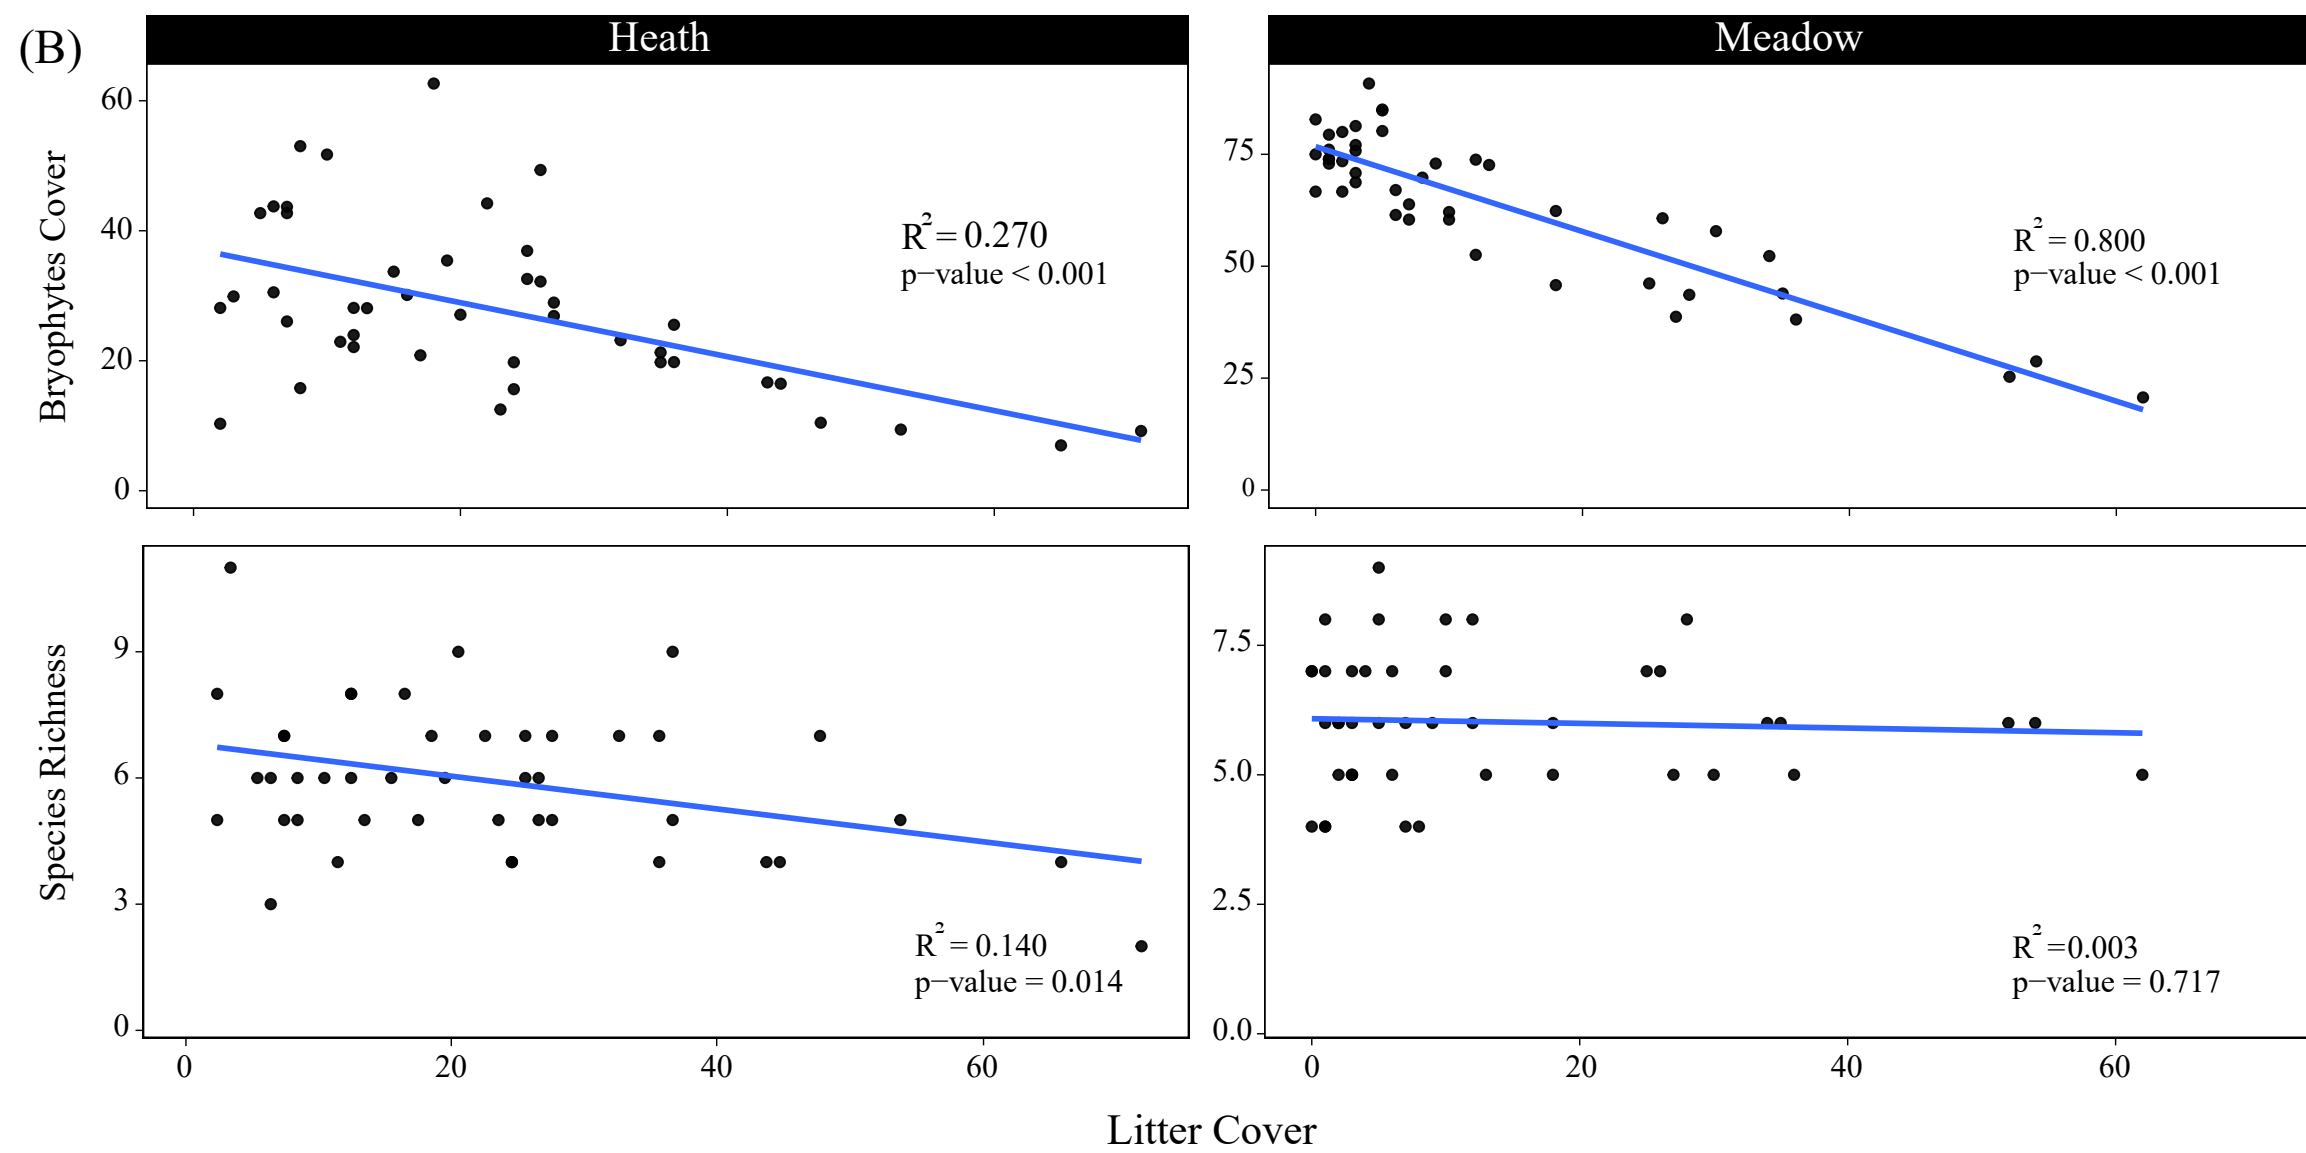 (B)
Heath
Meadow
Bryophytes Cover
60
40
20
0
R² = 0.270
p−value < 0.001
75
50
25
0
R² = 0.800
p−value < 0.001
Species Richness
9
6
3
0
R² = 0.140
p−value = 0.014
7.5
5.0
2.5
0.0
R² =0.003
p−value = 0.717
0 20 40 60
0 20 40 60
Litter Cover